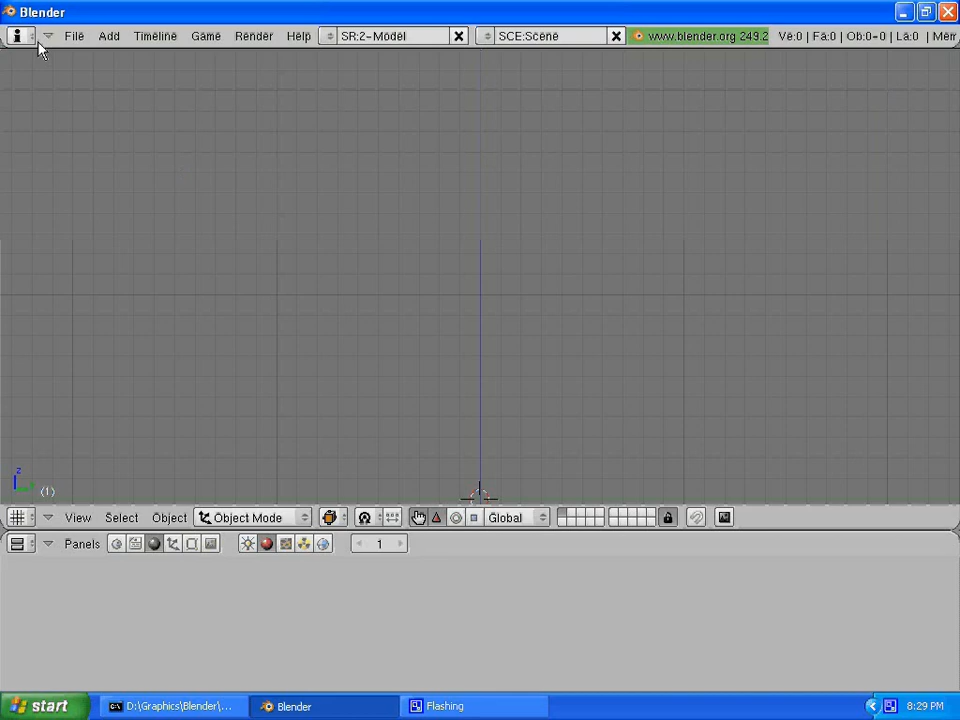 Blender
File Add Timeline Game Render Help SR:2-Model SCE:Scene www.blender.org 249.2 Ve:0 | Fa:0 | Ob:0-0 | La:0 | Mem
z
(1)
View Select Object Object Mode Global
Panels 1
start D:\Graphics\Blender\... Blender Flashing 8:29 PM